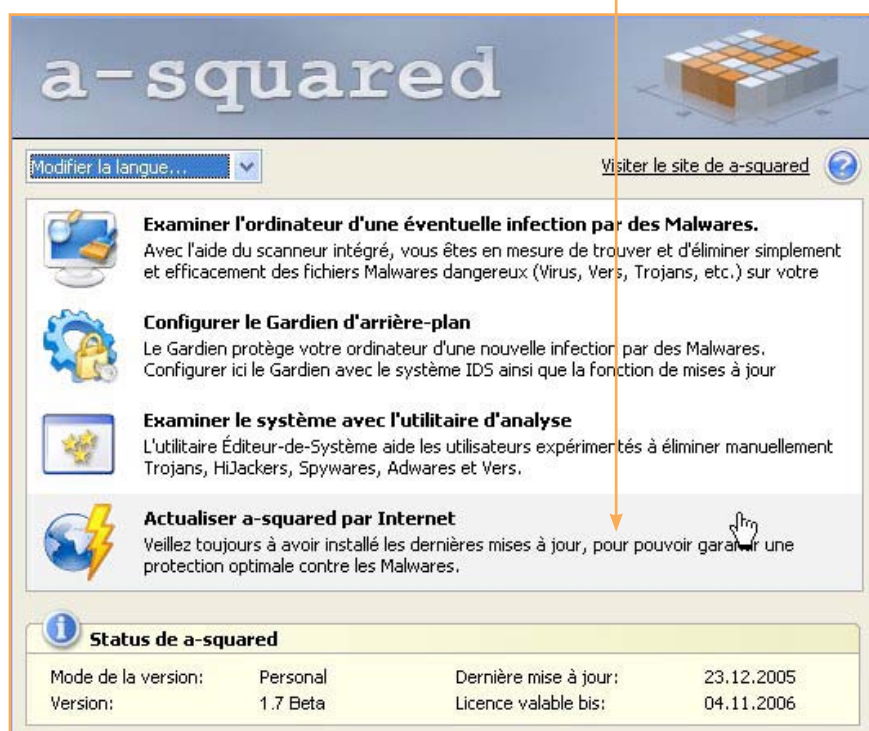 a-squared
Modifier la langue...
Visiter le site de a-squared
?
Examiner l'ordinateur d'une éventuelle infection par des Malwares.
Avec l'aide du scanneur intégré, vous êtes en mesure de trouver et d'éliminer simplement
et efficacement des fichiers Malwares dangereux (Virus, Vers, Trojans, etc.) sur votre
Configurer le Gardien d'arrière-plan
Le Gardien protège votre ordinateur d'une nouvelle infection par des Malwares.
Configurer ici le Gardien avec le système IDS ainsi que la fonction de mises à jour
Examiner le système avec l'utilitaire d'analyse
L'utilitaire Éditeur-de-Système aide les utilisateurs expérimentés à éliminer manuellement
Trojans, HiJackers, Spywares, Adwares et Vers.
Actualiser a-squared par Internet
Veillez toujours à avoir installé les dernières mises à jour, pour pouvoir garantir une
protection optimale contre les Malwares.
i Status de a-squared
Mode de la version: Personal Dernière mise à jour: 23.12.2005
Version: 1.7 Beta Licence valable bis: 04.11.2006